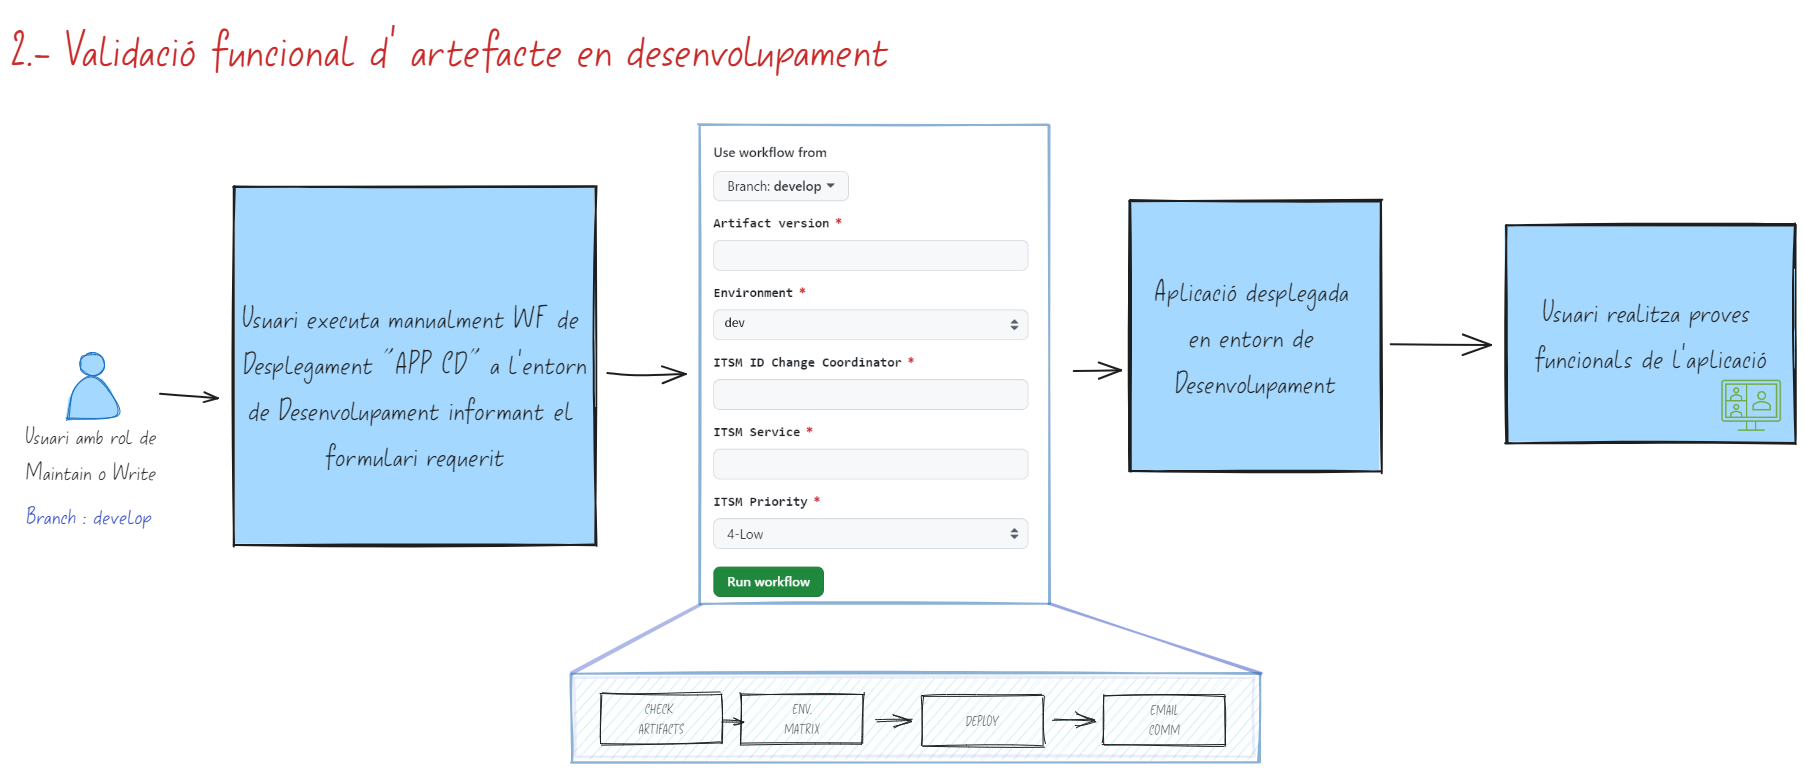 2.- Validació funcional d' artefacte en desenvolupament
Usuari amb rol de
Maintain o Write
Branch : develop
Usuari executa manualment WF de
Desplegament "APP CD" a l'entorn
de Desenvolupament informant el
formulari requerit
Use workflow from
Branch: develop
Artifact version *
Environment *
dev
ITSM ID Change Coordinator *
ITSM Service *
ITSM Priority *
4-Low
Run workflow
Aplicació desplegada
en entorn de
Desenvolupament
Usuari realitza proves
funcionals de l'aplicació
CHECK
ARTIFACTS
ENV.
MATRIX
DEPLOY
EMAIL
COMM